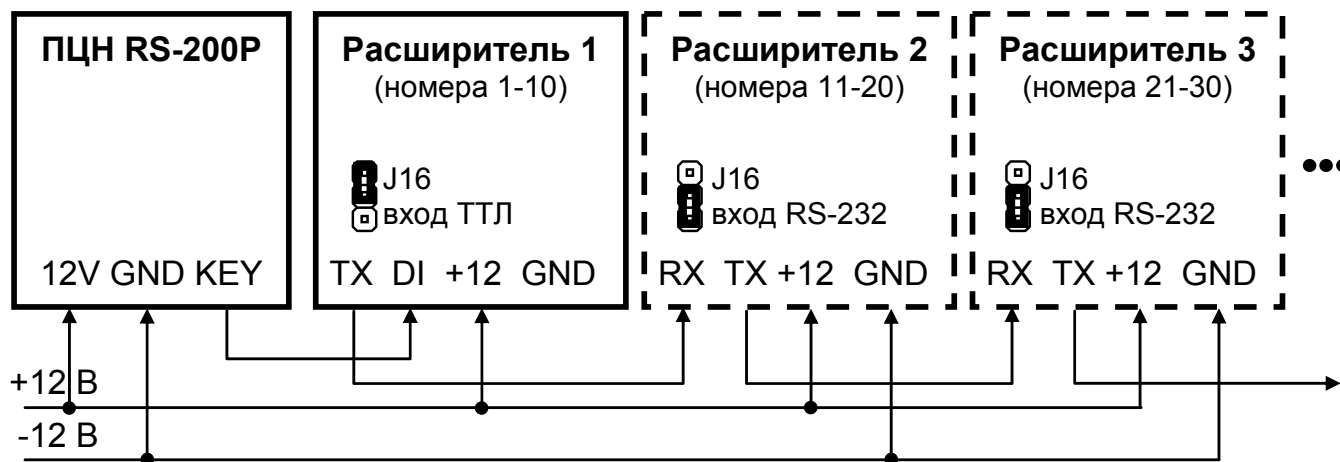 ПЦН RS-200P
12V GND KEY
Расширитель 1
(номера 1-10)
J16
вход ТТЛ
TX DI +12 GND
Расширитель 2
(номера 11-20)
J16
вход RS-232
RX TX +12 GND
Расширитель 3
(номера 21-30)
J16
вход RS-232
RX TX +12 GND
+12 В
-12 В